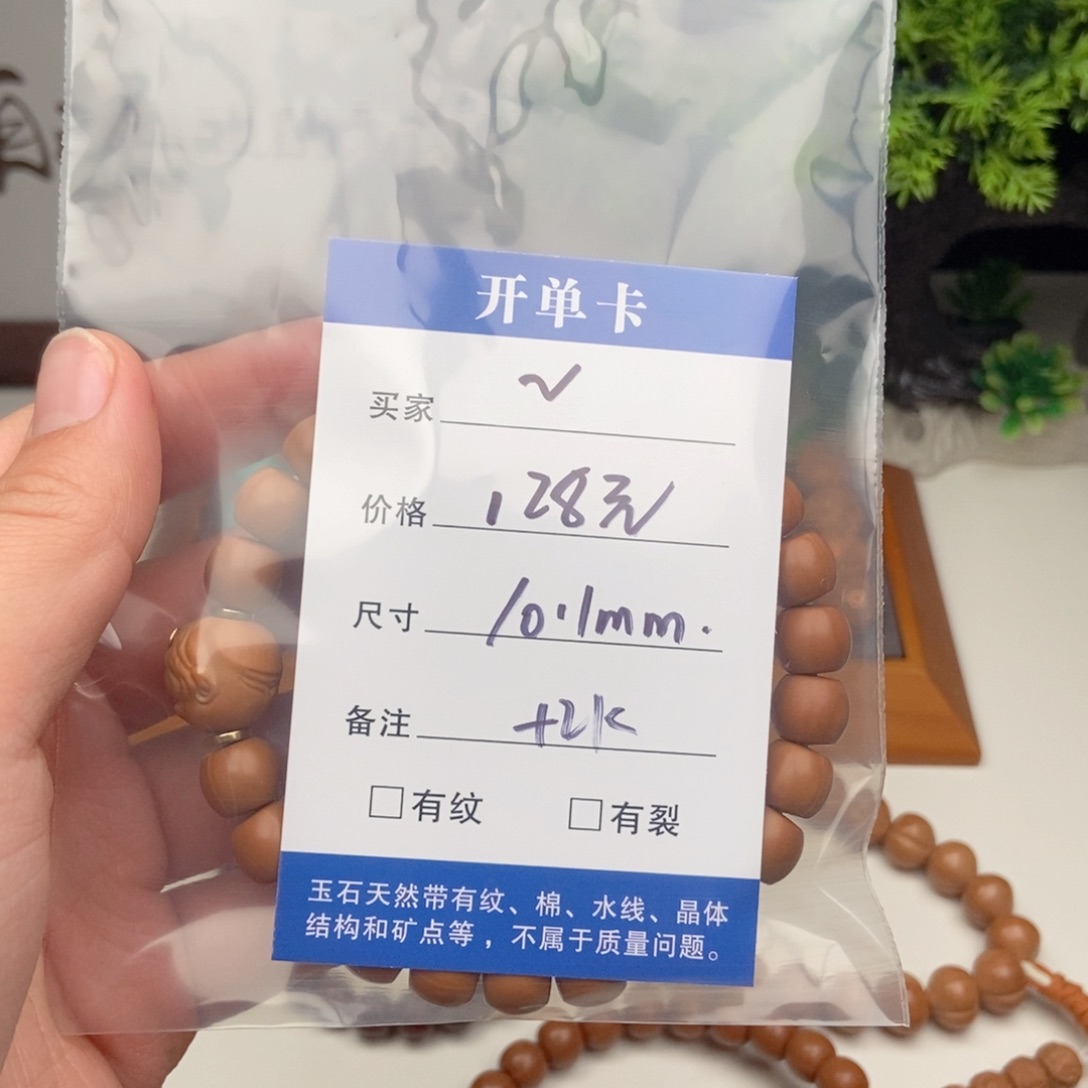 开单卡
买家 ✓
价格 128元
尺寸 10.1mm.
备注 +2k
□有纹 □有裂
玉石天然带有纹、棉、水线、晶体
结构和矿点等，不属于质量问题。